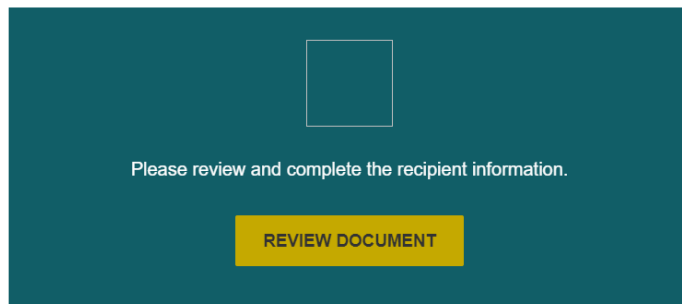 Please review and complete the recipient information.
REVIEW DOCUMENT